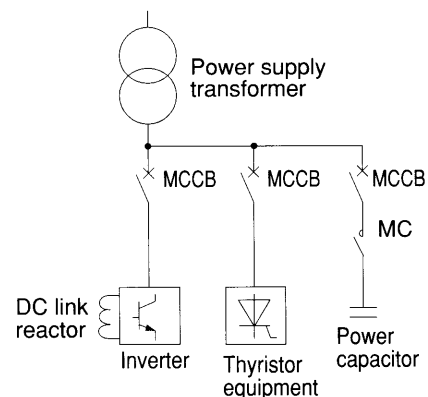 Power supply
transformer
MCCB
MCCB
MCCB
MC
DC link
reactor
Inverter
Thyristor
equipment
Power
capacitor